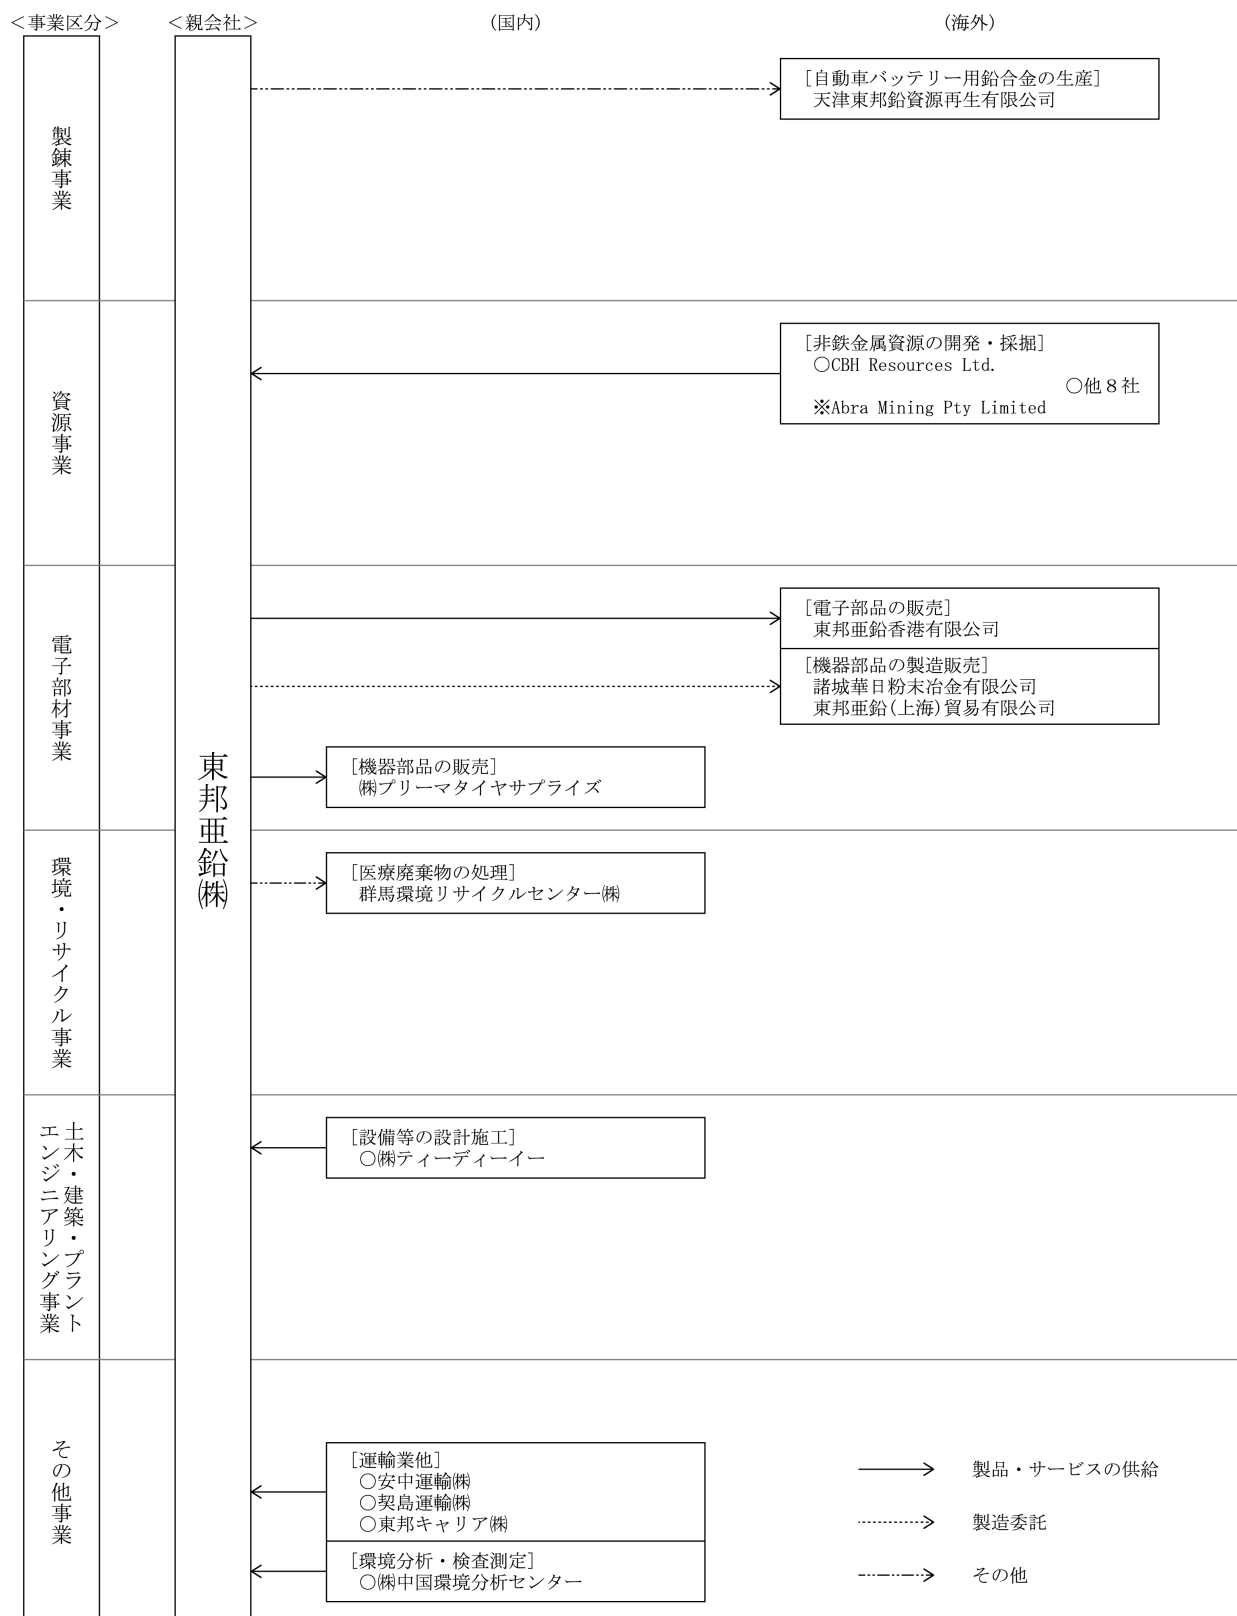 ＜事業区分＞
＜親会社＞
(国内)
(海外)
東邦亜鉛㈱
製錬事業
[自動車バッテリー用鉛合金の生産]
天津東邦鉛資源再生有限公司
資源事業
[非鉄金属資源の開発・採掘]
○CBH Resources Ltd.
○他８社
※Abra Mining Pty Limited
電子部材事業
[電子部品の販売]
東邦亜鉛香港有限公司
[機器部品の製造販売]
諸城華日粉末冶金有限公司
東邦亜鉛(上海)貿易有限公司
[機器部品の販売]
㈱プリーマタイヤサプライズ
環境・リサイクル事業
[医療廃棄物の処理]
群馬環境リサイクルセンター㈱
土木・建築・プラント
エンジニアリング事業
[設備等の設計施工]
○㈱ティーディーイー
その他事業
[運輸業他]
○安中運輸㈱
○契島運輸㈱
○東邦キャリア㈱
[環境分析・検査測定]
○㈱中国環境分析センター
製品・サービスの供給
製造委託
その他